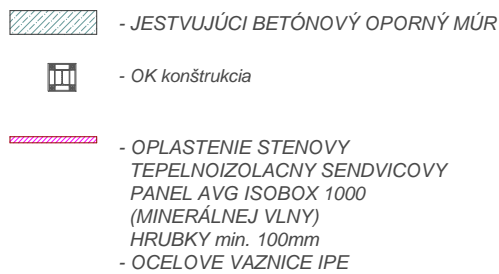 - JESTVUJÚCI BETÓNOVÝ OPORNÝ MÚR
- OK konštrukcia
- OPLASTENIE STENOVY
TEPELNOIZOLACNY SENDVICOVY
PANEL AVG ISOBOX 1000
(MINERÁLNEJ VLNY)
HRUBKY min. 100mm
- OCELOVE VAZNICE IPE